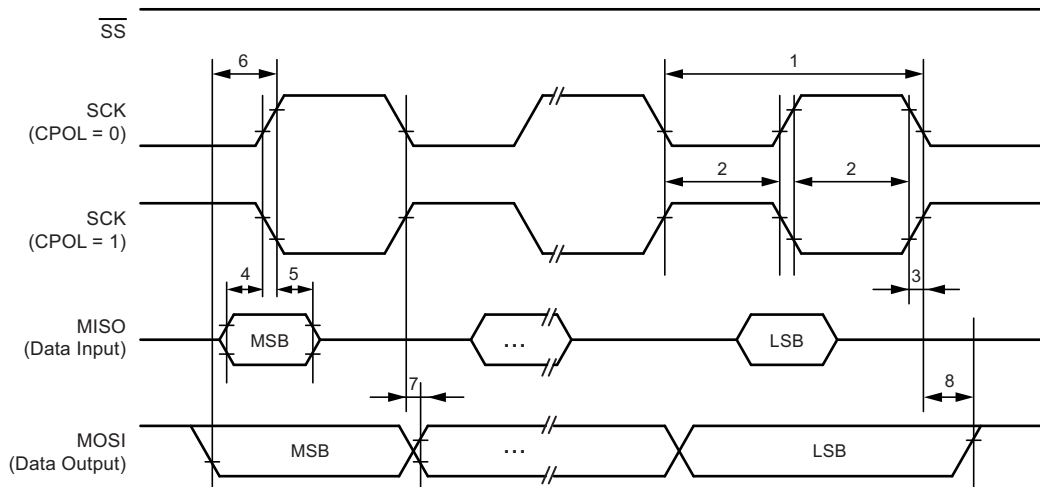 SS
6
1
SCK
(CPOL = 0)
2
2
SCK
(CPOL = 1)
4
5
3
MISO
(Data Input)
MSB
...
LSB
7
8
MOSI
(Data Output)
MSB
...
LSB